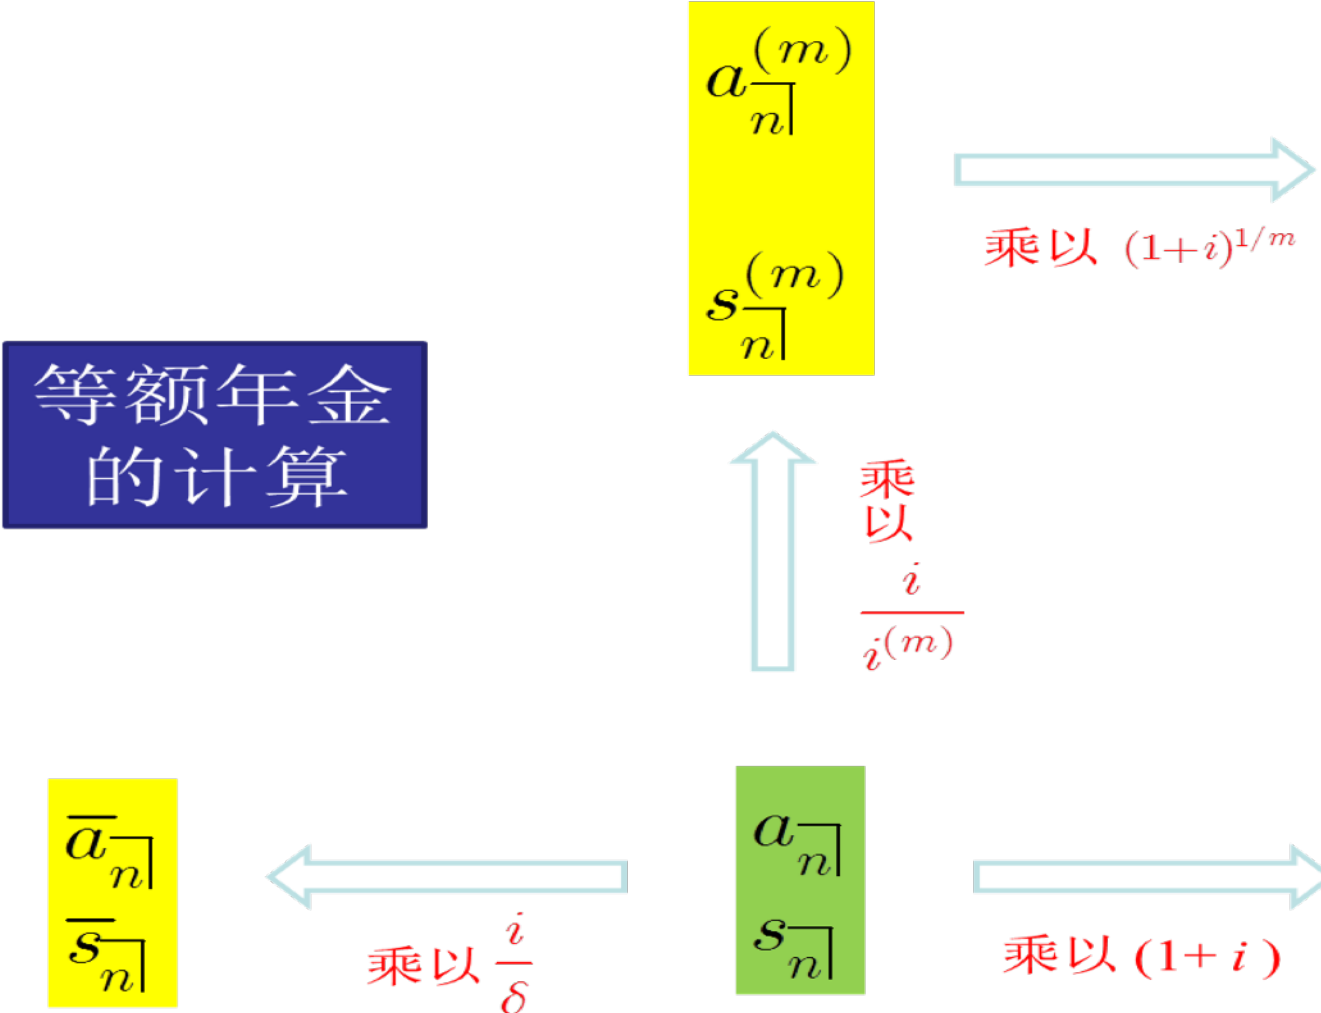 a_{n⌉}^{(m)}
s_{n⌉}^{(m)}
乘以 (1+i)^{1/m}
等额年金
的计算
乘
以
i
i^{(m)}
a̅_{n⌉}
s̅_{n⌉}
乘以 i/δ
a_{n⌉}
s_{n⌉}
乘以 (1+ i )